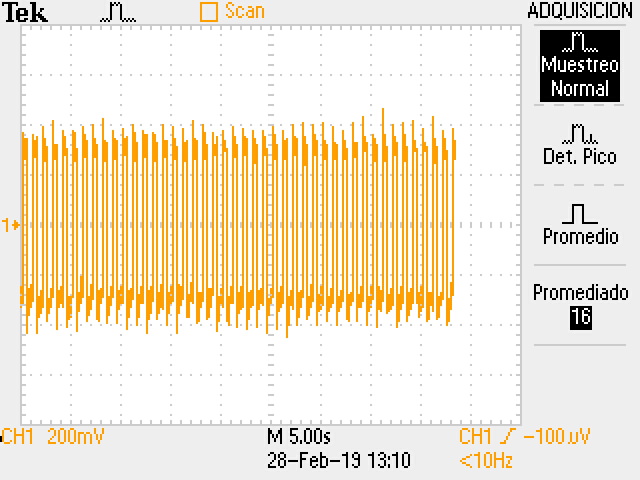 Tek
Scan
ADQUISICION
Muestreo
Normal
Det. Pico
Promedio
Promediado
16
1
CH1 200mV
M 5.00s
CH1 -100uV
28-Feb-19 13:10
<10Hz